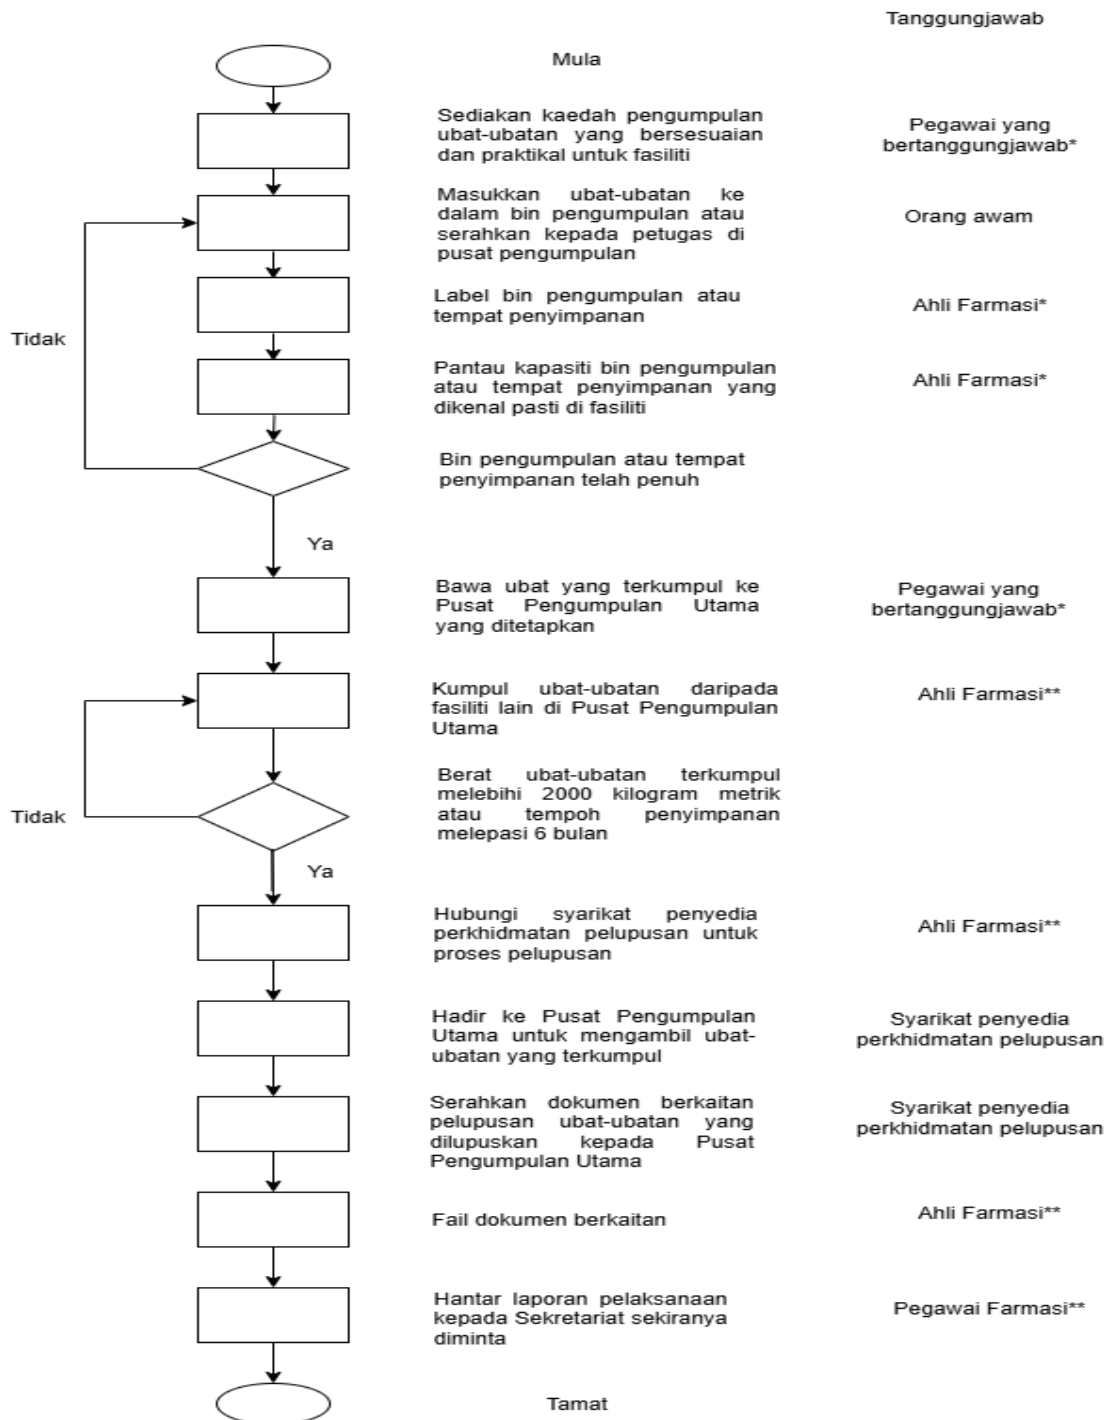 Tanggungjawab
Mula
Sediakan kaedah pengumpulan
ubat-ubatan yang bersesuaian
dan praktikal untuk fasiliti
Pegawai yang
bertanggungjawab*
Masukkan ubat-ubatan ke
dalam bin pengumpulan atau
serahkan kepada petugas di
pusat pengumpulan
Orang awam
Label bin pengumpulan atau
tempat penyimpanan
Ahli Farmasi*
Tidak
Pantau kapasiti bin pengumpulan
atau tempat penyimpanan yang
dikenal pasti di fasiliti
Ahli Farmasi*
Bin pengumpulan atau tempat
penyimpanan telah penuh
Ya
Bawa ubat yang terkumpul ke
Pusat Pengumpulan Utama
yang ditetapkan
Pegawai yang
bertanggungjawab*
Kumpul ubat-ubatan daripada
fasiliti lain di Pusat Pengumpulan
Utama
Ahli Farmasi**
Berat ubat-ubatan terkumpul
melebihi 2000 kilogram metrik
atau tempoh penyimpanan
melepasi 6 bulan
Tidak
Ya
Hubungi syarikat penyedia
perkhidmatan pelupusan untuk
proses pelupusan
Ahli Farmasi**
Hadir ke Pusat Pengumpulan
Utama untuk mengambil ubat-
ubatan yang terkumpul
Syarikat penyedia
perkhidmatan pelupusan
Serahkan dokumen berkaitan
pelupusan ubat-ubatan yang
dilupuskan kepada Pusat
Pengumpulan Utama
Syarikat penyedia
perkhidmatan pelupusan
Fail dokumen berkaitan
Ahli Farmasi**
Hantar laporan pelaksanaan
kepada Sekretariat sekiranya
diminta
Pegawai Farmasi**
Tamat